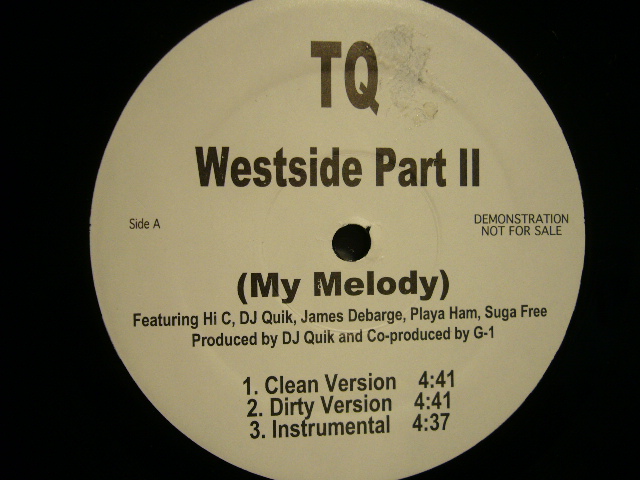 TQ
Westside Part II
Side A
DEMONSTRATION
NOT FOR SALE
(My Melody)
Featuring Hi C, DJ Quik, James Debarge, Playa Ham, Suga Free
Produced by DJ Quik and Co-produced by G-1
1. Clean Version 4:41
2. Dirty Version 4:41
3. Instrumental 4:37